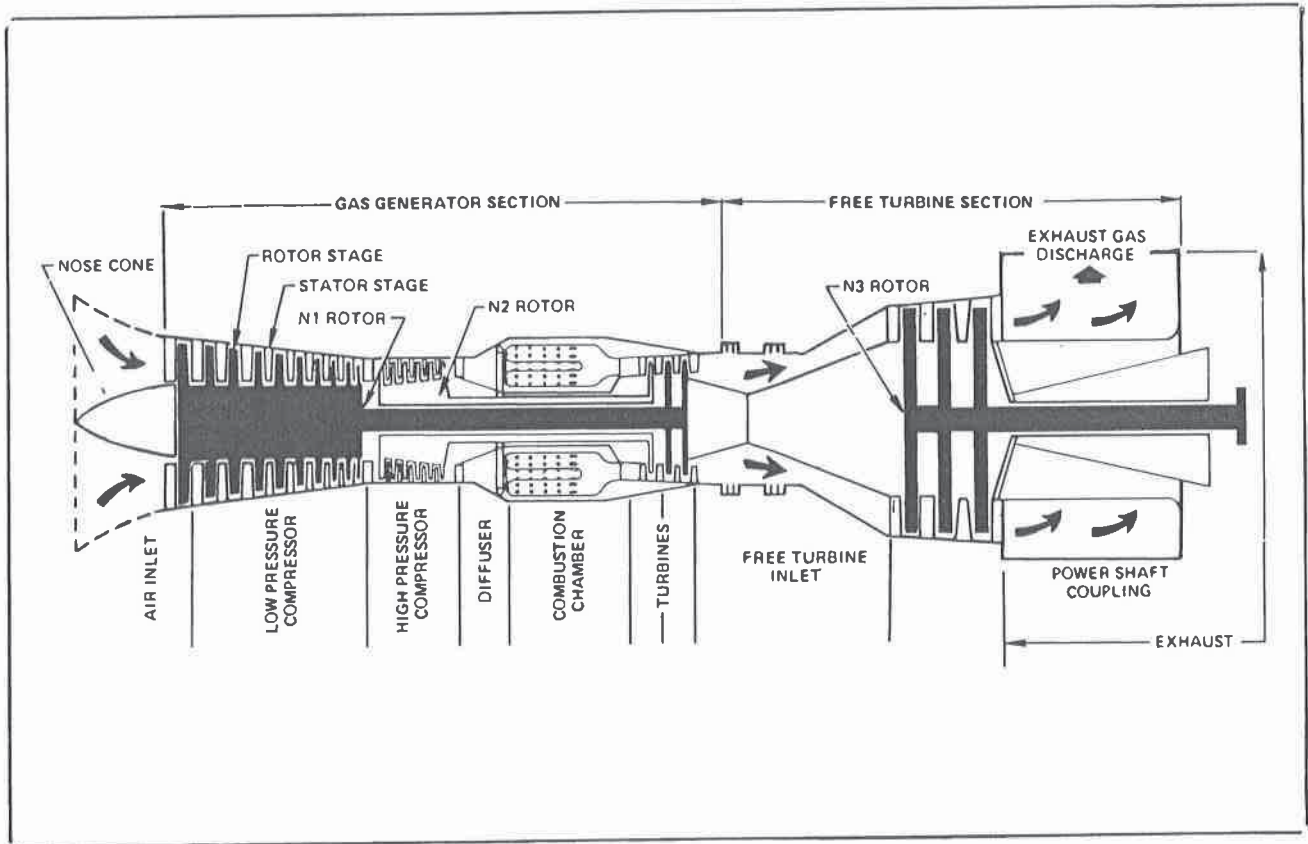 GAS GENERATOR SECTION
FREE TURBINE SECTION
NOSE CONE
ROTOR STAGE
STATOR STAGE
N1 ROTOR
N2 ROTOR
N3 ROTOR
EXHAUST GAS
DISCHARGE
AIR INLET
LOW PRESSURE
COMPRESSOR
HIGH PRESSURE
COMPRESSOR
DIFFUSER
COMBUSTION
CHAMBER
TURBINES
FREE TURBINE
INLET
POWER SHAFT
COUPLING
EXHAUST